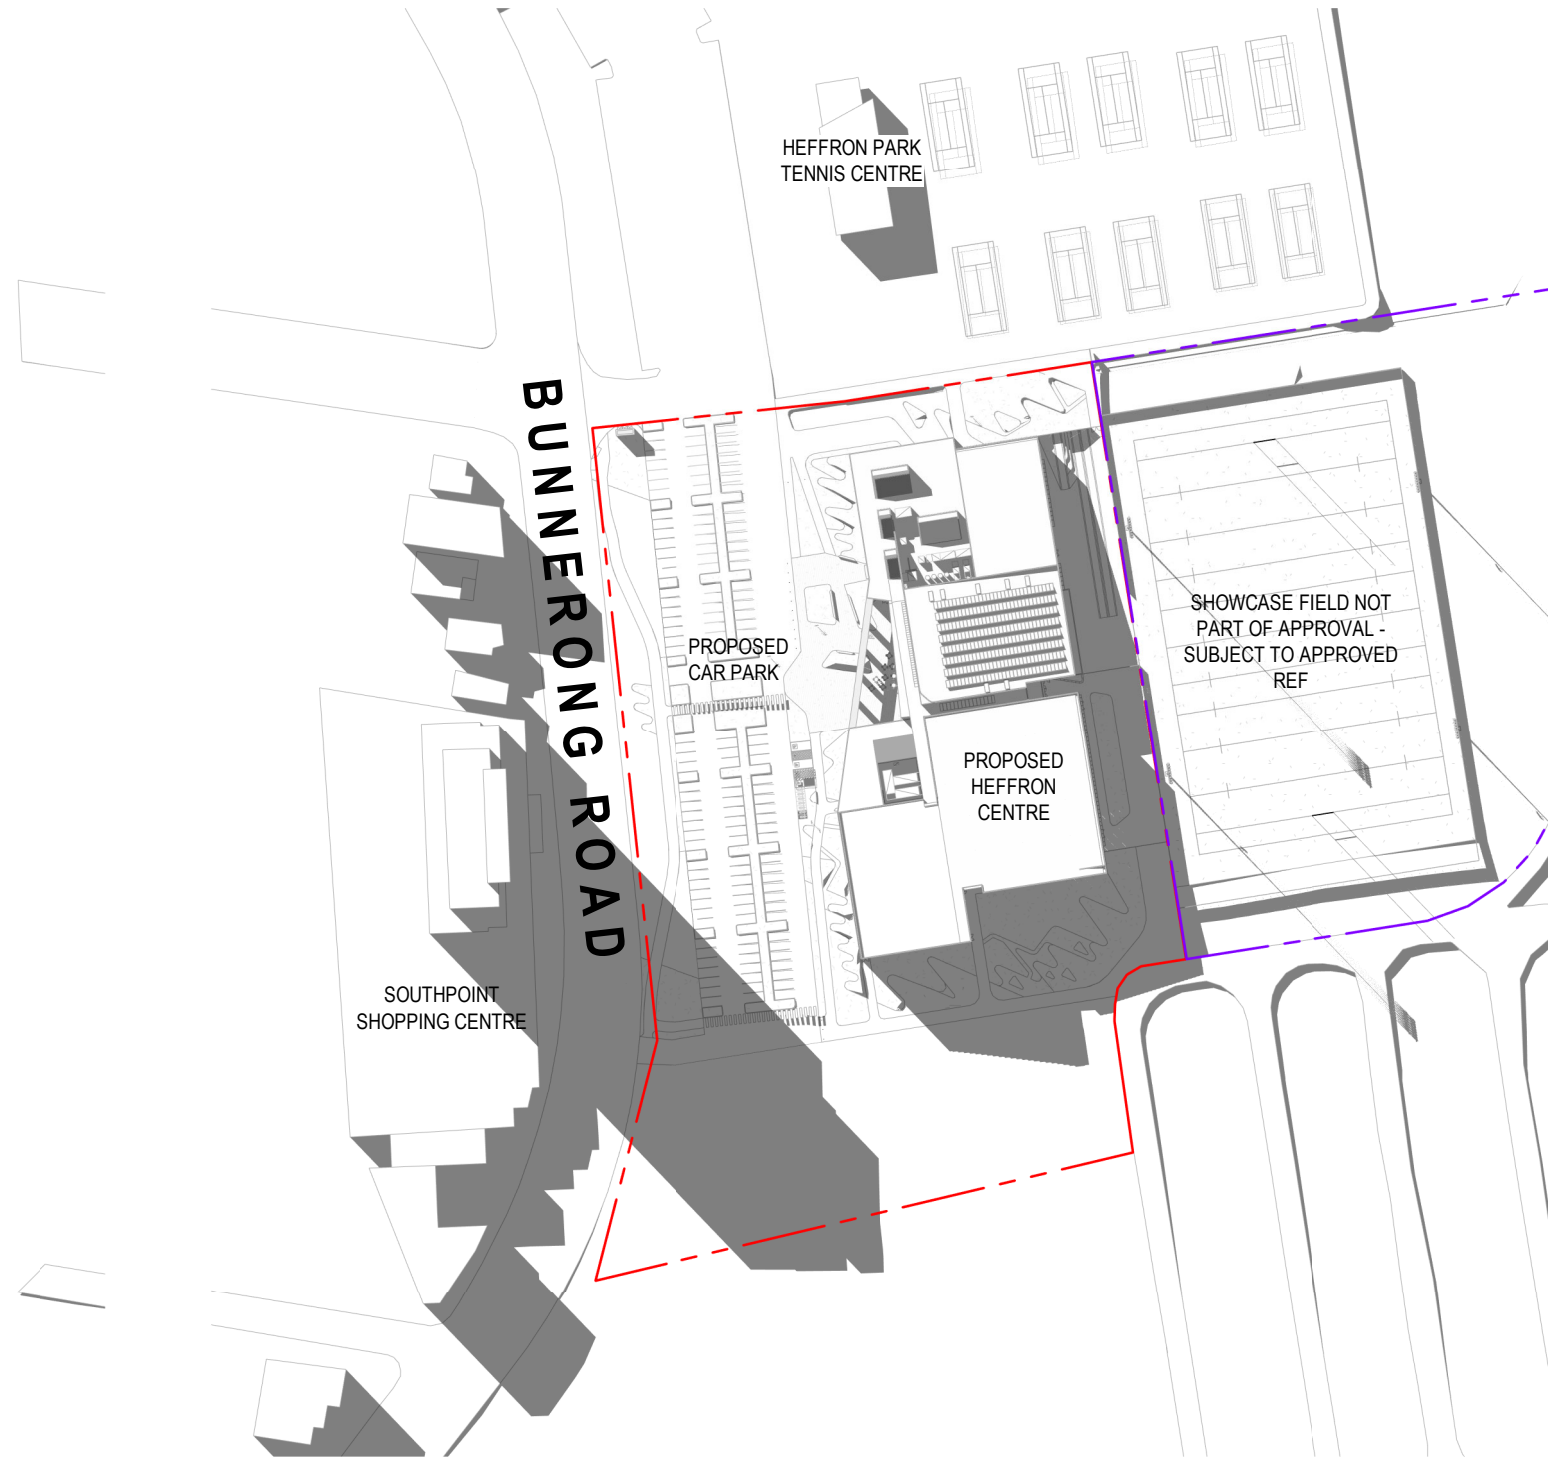 HEFFRON PARK
TENNIS CENTRE
BUNNERONG ROAD
SHOWCASE FIELD NOT
PART OF APPROVAL -
SUBJECT TO APPROVED
REF
PROPOSED
CAR PARK
PROPOSED
HEFFRON
CENTRE
SOUTHPOINT
SHOPPING CENTRE